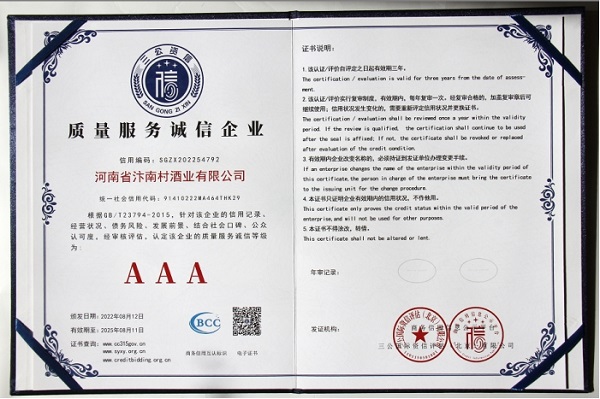 三公资信
SAN GONG ZI XIN
质量服务诚信企业
信用编码：SGZX202254792
河南省汴南村酒业有限公司
统一社会信用代码：91410222MA464THK29
根据GB/T23794-2015，针对该企业的信用记录、
经营状况、债务风险、发展前景、结合社会口碑、公众
认可度，经审核评估，认定该企业的质量服务诚信等级
为：
AAA
颁发日期：2022年08月12日
有效期至：2025年08月11日
证书查询：www.co315gov.cn
www.syxy.org.cn
www.creditbidding.org.cn
BCC
商务信用互认标识
电子证书
证书说明：
1.该认证/评价自评定之日起有效期三年。
The certification / evaluation is valid for three years from the date of assess-
ment.
2.该认证/评价实行复审制度，有效期内，每年复审一次，经复审合格的，加盖复审章后可
继续使用；信用状况发生变化的，需要重新评定信用状况并更换证书。
The certification / evaluation shall be reviewed once a year within the validity
period. If the review is qualified, the certification shall continue to be used
after the seal is affixed; If not, the certificate shall be revoked or replaced
after evaluation of the credit condition.
3.有效期内企业改变名称的，必须持证到发证单位办理变更手续。
If an enterprise changes the name of the enterprise within the validity period of
this certificate,the person in charge of the enterprise must bring the certificate
to the issuing unit for the change procedure.
4.本证书只证明企业有效期内的信用状况，不作他用。
This certificate only proves the credit status within the valid period of the
enterprise,and will not be used for other purposes.
5.本证书不得涂改，转借。
This certificate shall not be altered or lent.
年审记录：
发证机构：
三公国际资信评估（北京）有限公司